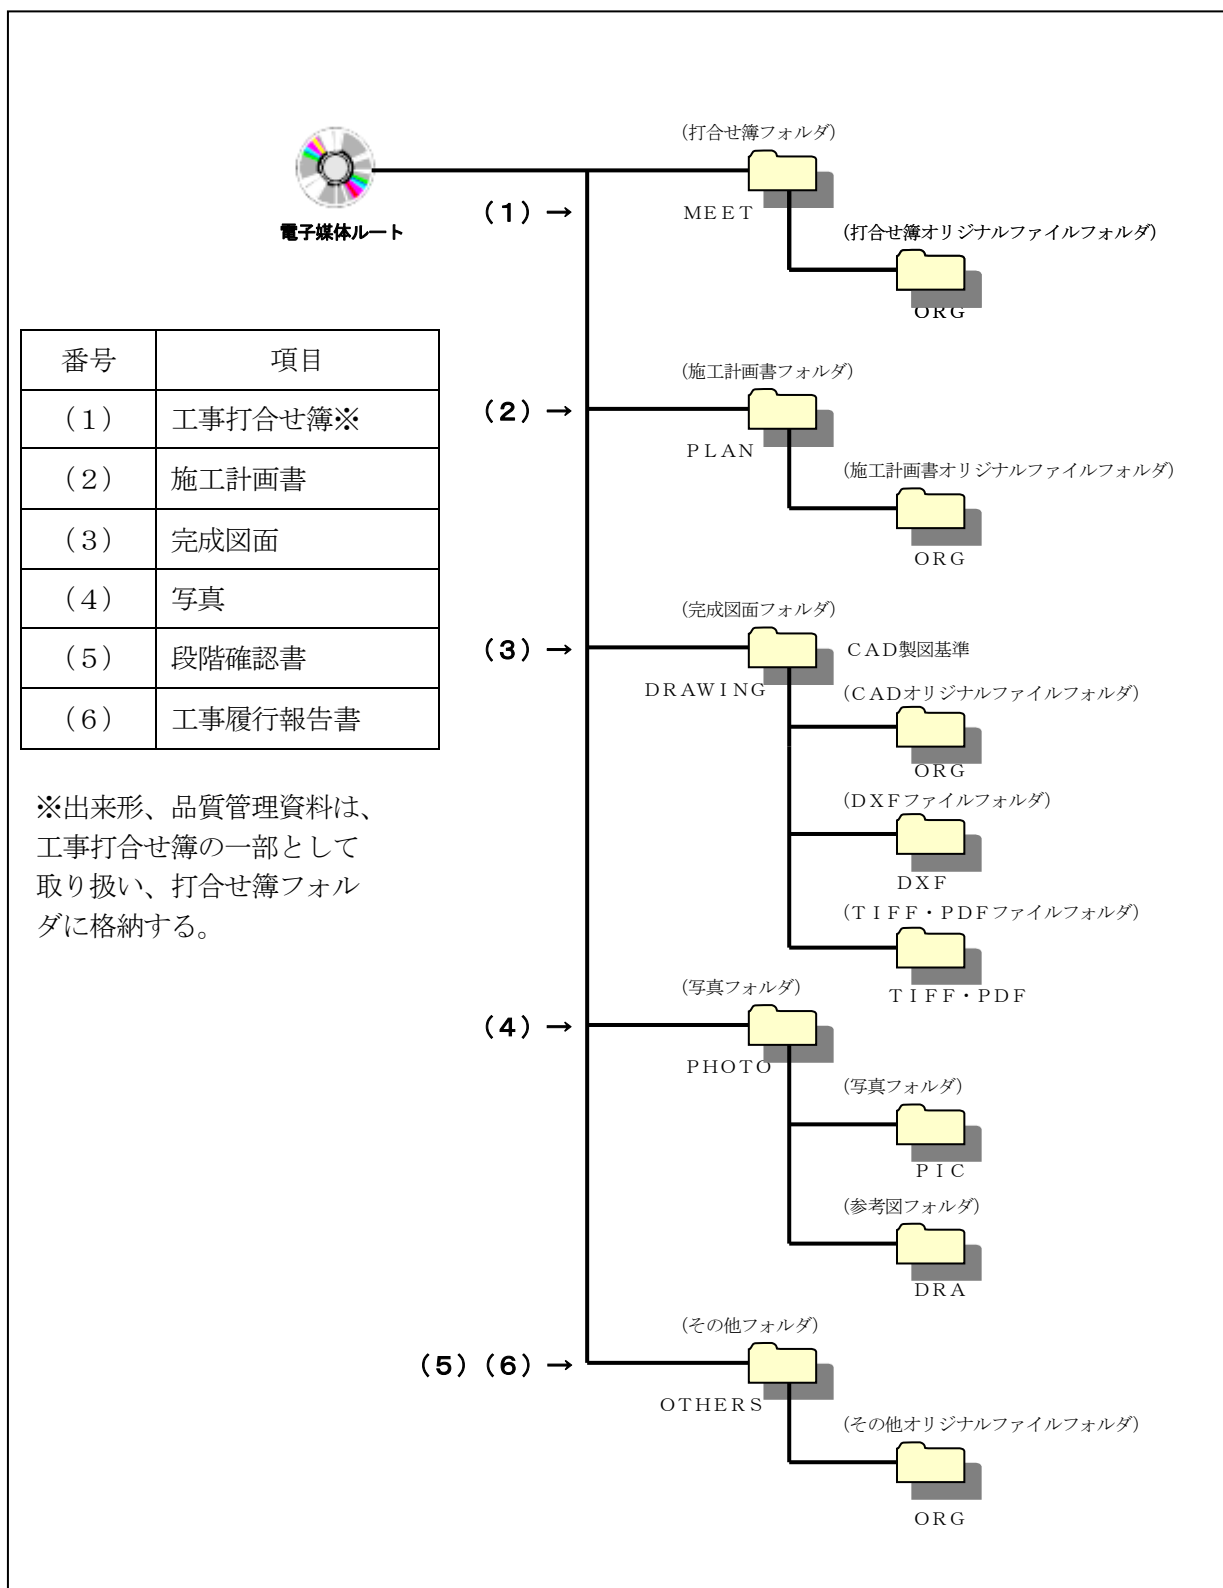 (打合せ簿フォルダ)
電子媒体ルート
(1)→
MEET
(打合せ簿オリジナルファイルフォルダ)
ORG
番号 項目
(1) 工事打合せ簿※
(2) 施工計画書
(3) 完成図面
(4) 写真
(5) 段階確認書
(6) 工事履行報告書
※出来形、品質管理資料は、
工事打合せ簿の一部として
取り扱い、打合せ簿フォル
ダに格納する。
(施工計画書フォルダ)
(2)→
PLAN
(施工計画書オリジナルファイルフォルダ)
ORG
(完成図面フォルダ)
(3)→
CAD製図基準
DRAWING
(CADオリジナルファイルフォルダ)
ORG
(DXFファイルフォルダ)
DXF
(TIFF・PDFファイルフォルダ)
TIFF・PDF
(写真フォルダ)
(4)→
PHOTO
(写真フォルダ)
PIC
(参考図フォルダ)
DRA
(その他フォルダ)
(5)(6)→
OTHERS
(その他オリジナルファイルフォルダ)
ORG